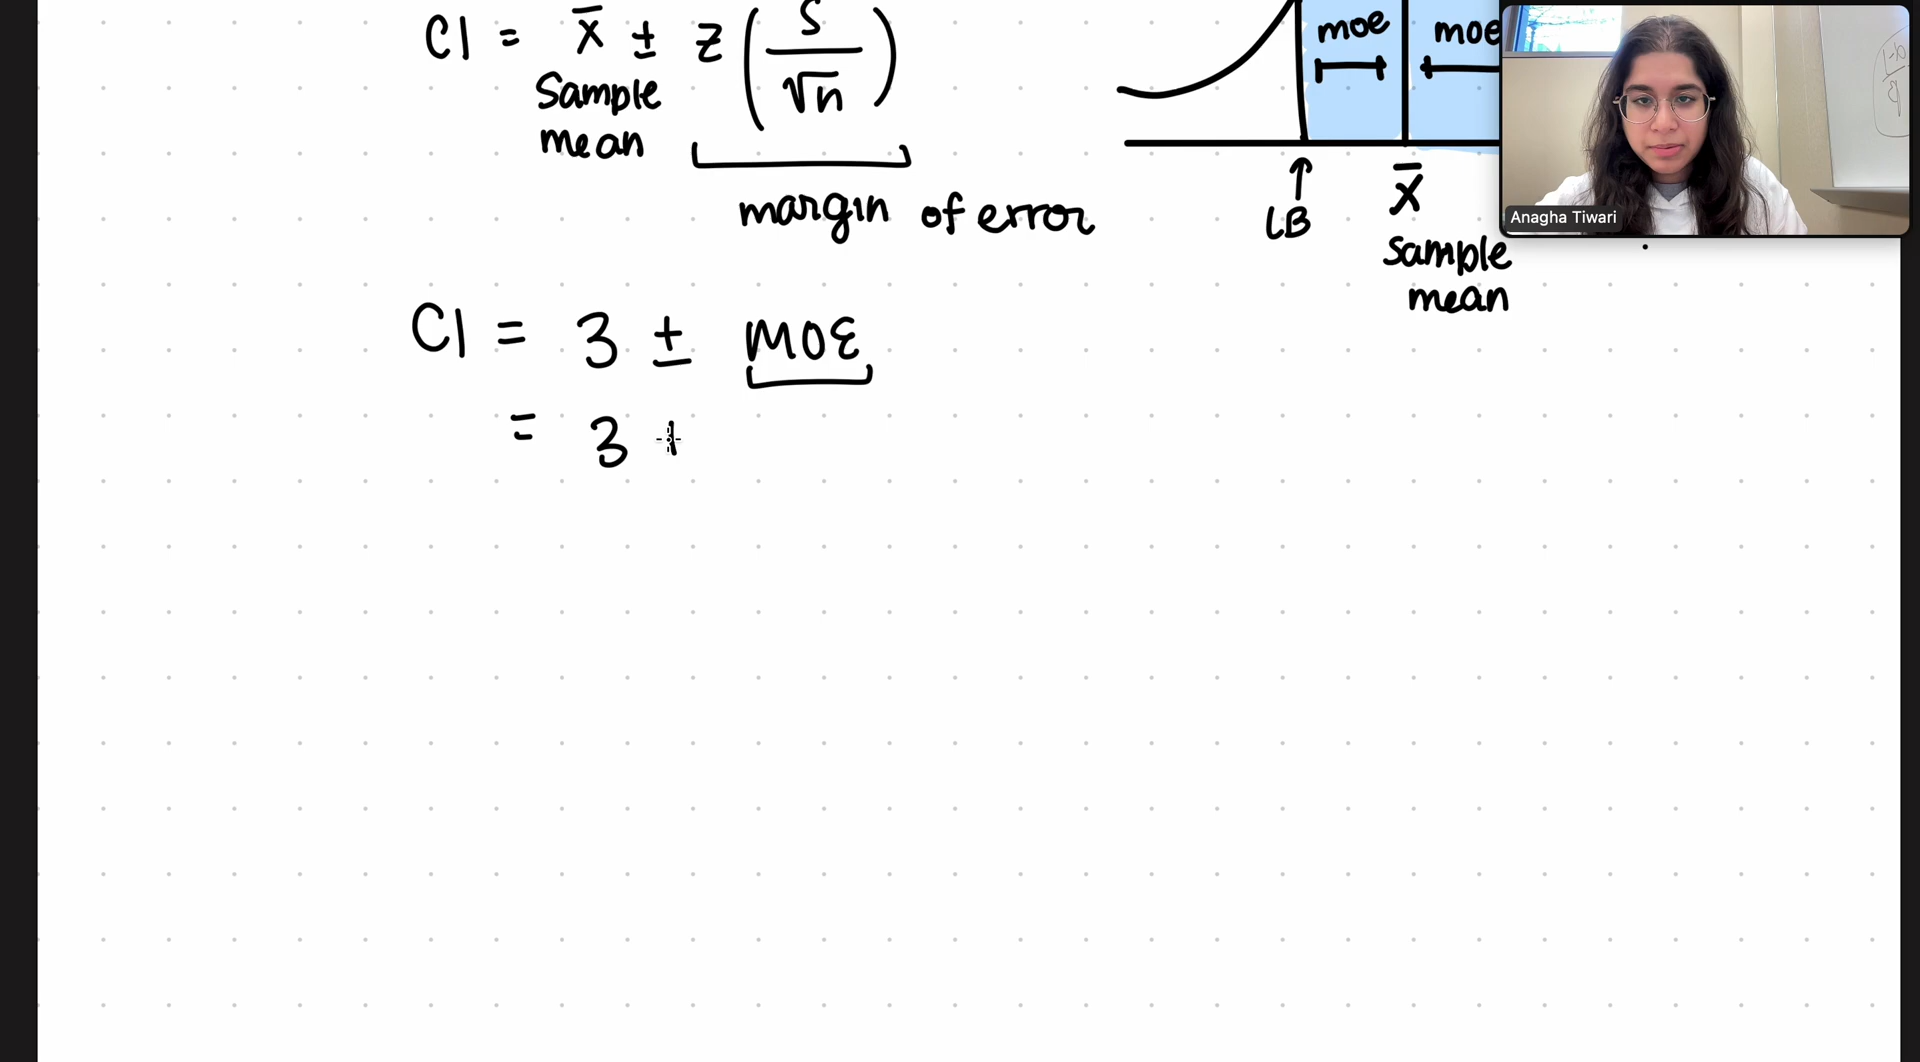 CI = x̄ ± z(s/√n)
Sample
mean
margin of error
moe
moe
LB
x̄
sample
mean
Anagha Tiwari
CI = 3 ± MOE
= 3 +